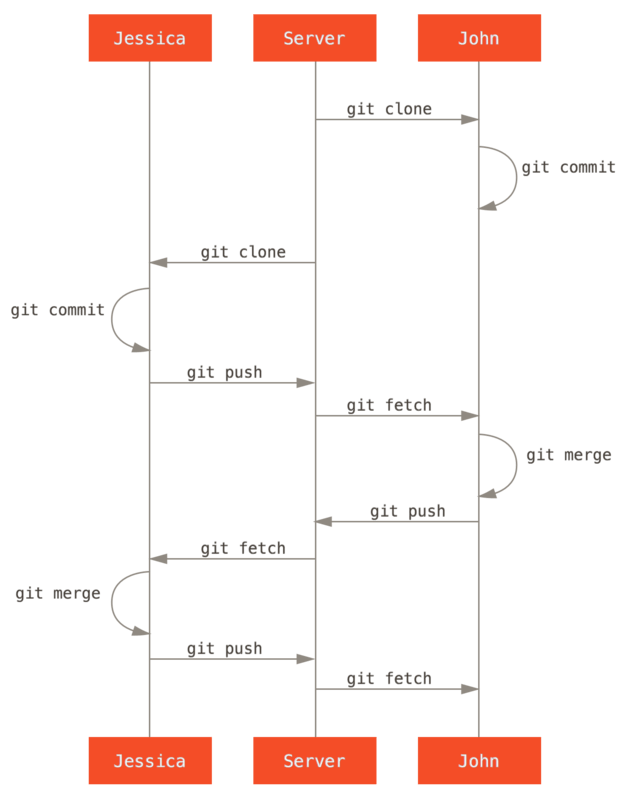 Jessica Server John
git clone
git commit
git clone
git commit
git push
git fetch
git merge
git push
git fetch
git merge
git push
git fetch
Jessica Server John